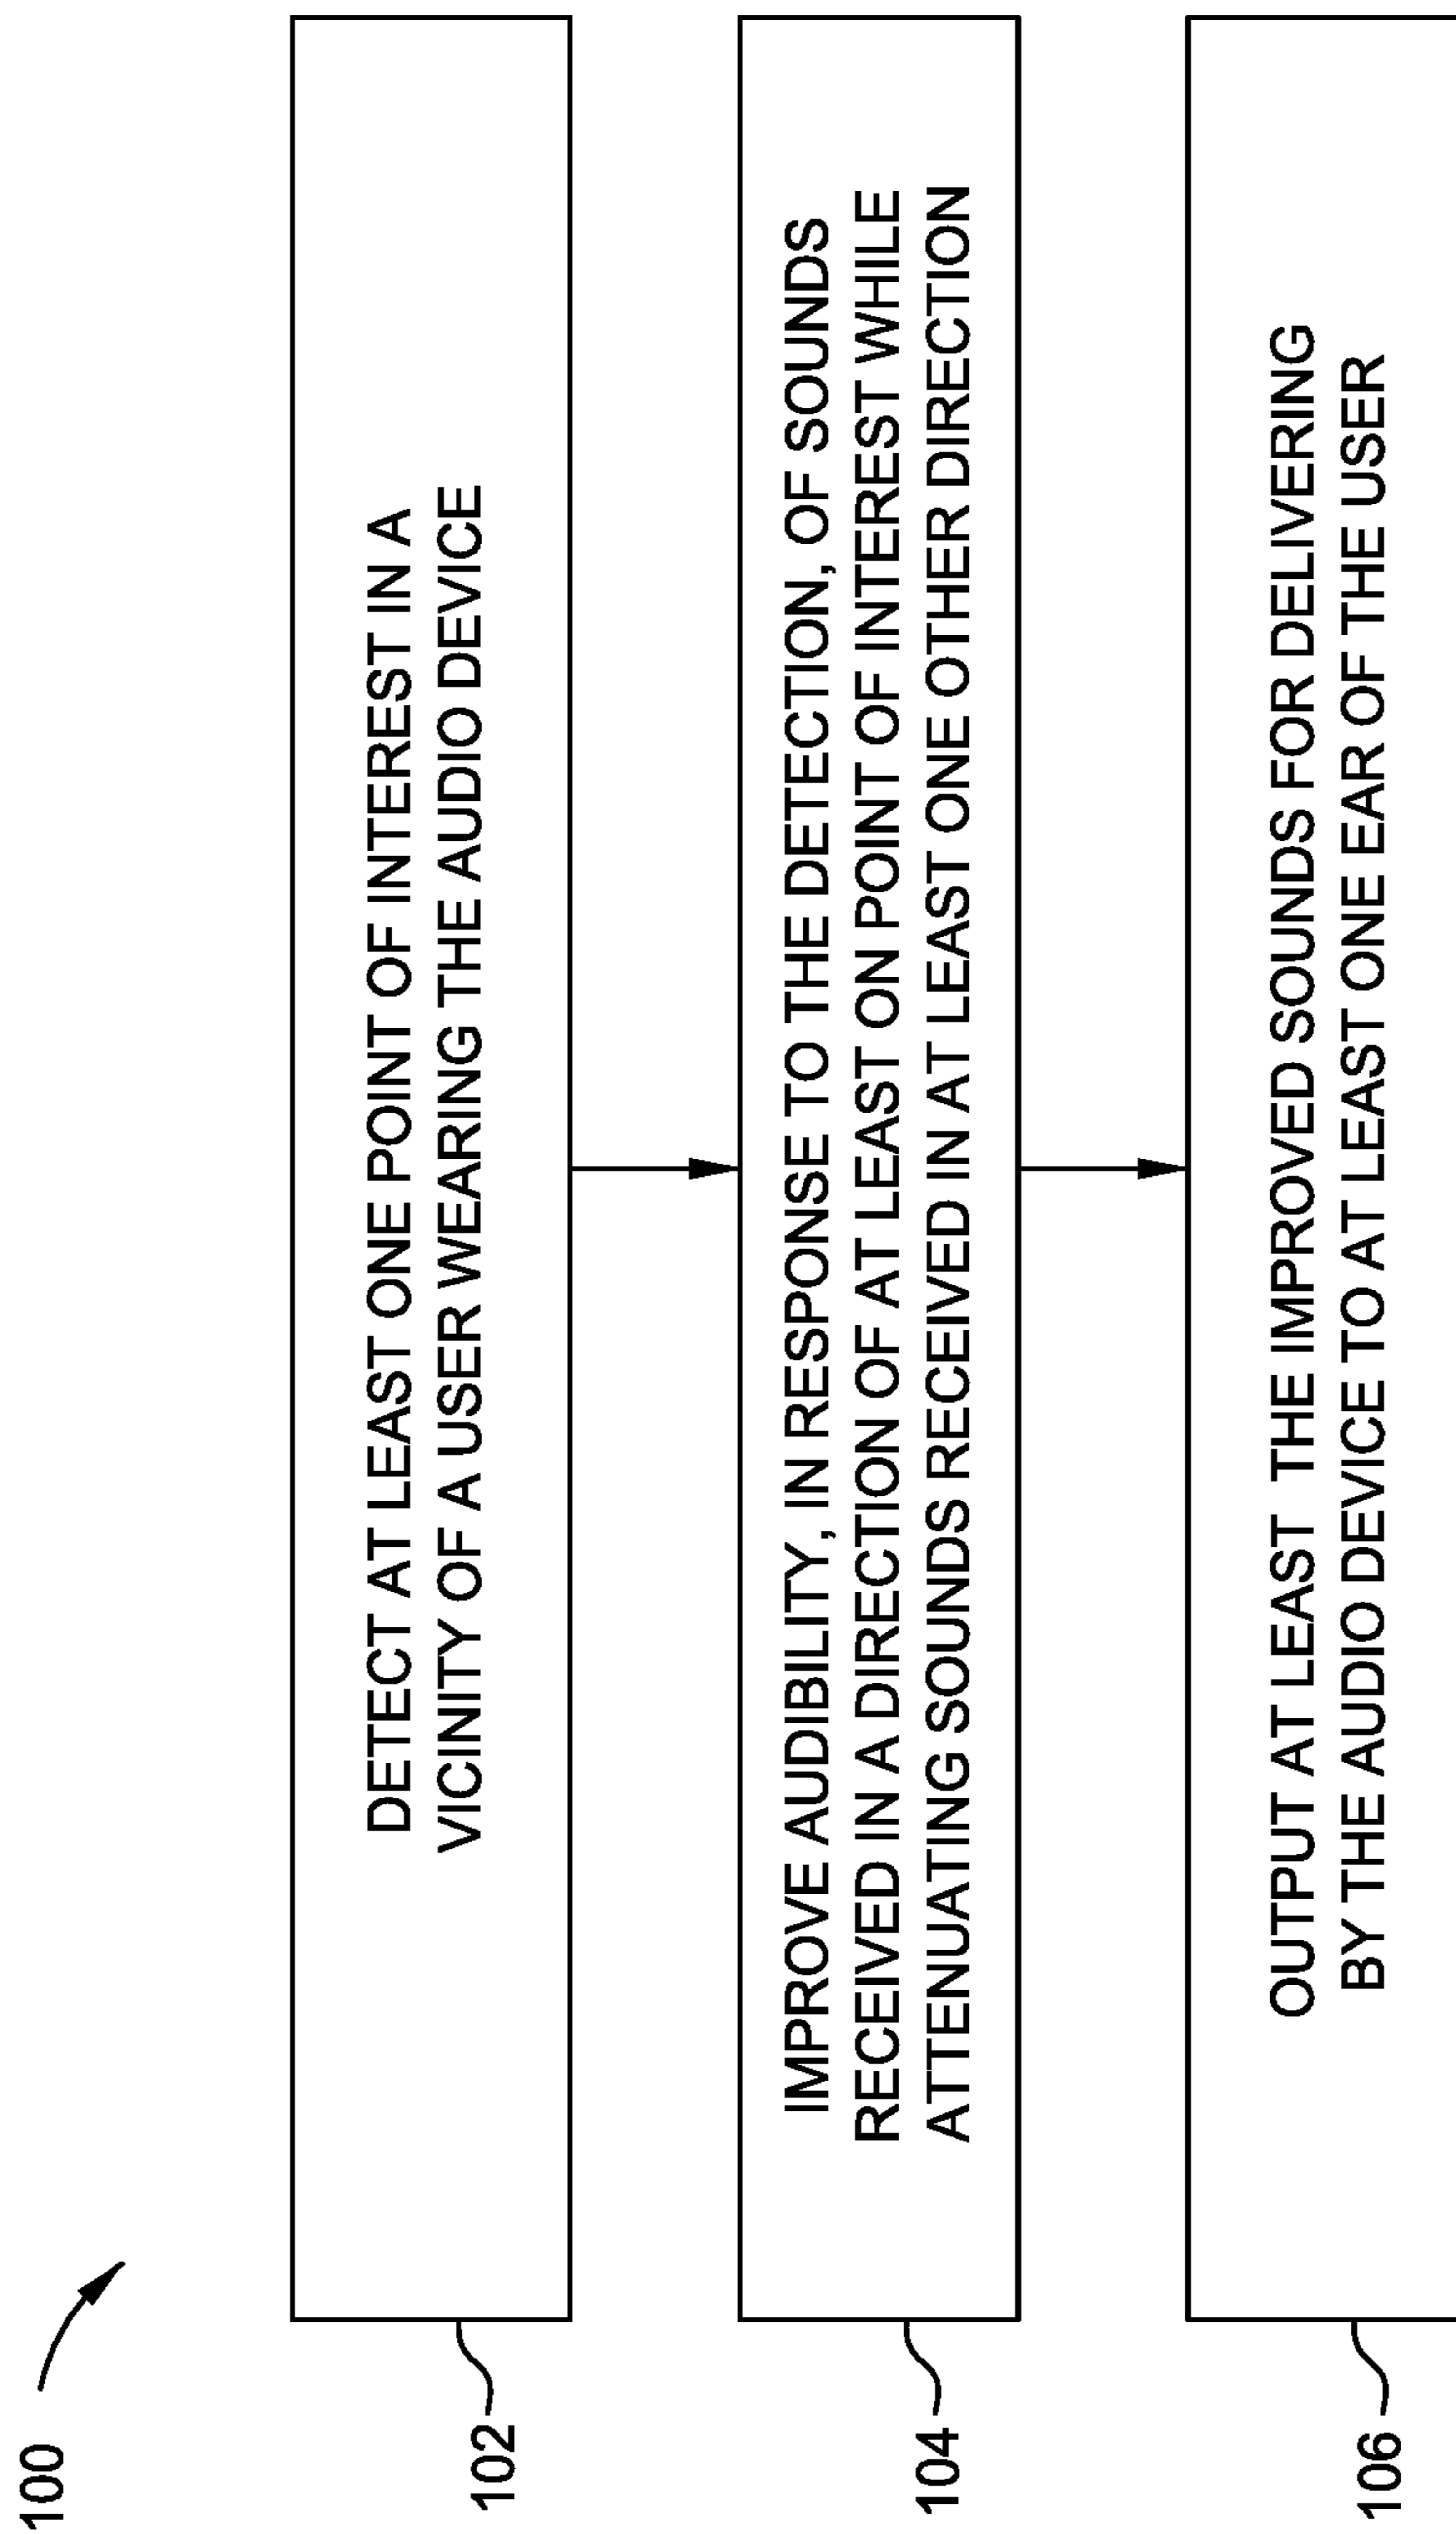 100
102
DETECT AT LEAST ONE POINT OF INTEREST IN A
VICINITY OF A USER WEARING THE AUDIO DEVICE
104
IMPROVE AUDIBILITY, IN RESPONSE TO THE DETECTION, OF SOUNDS
RECEIVED IN A DIRECTION OF AT LEAST ON POINT OF INTEREST WHILE
ATTENUATING SOUNDS RECEIVED IN AT LEAST ONE OTHER DIRECTION
106
OUTPUT AT LEAST THE IMPROVED SOUNDS FOR DELIVERING
BY THE AUDIO DEVICE TO AT LEAST ONE EAR OF THE USER